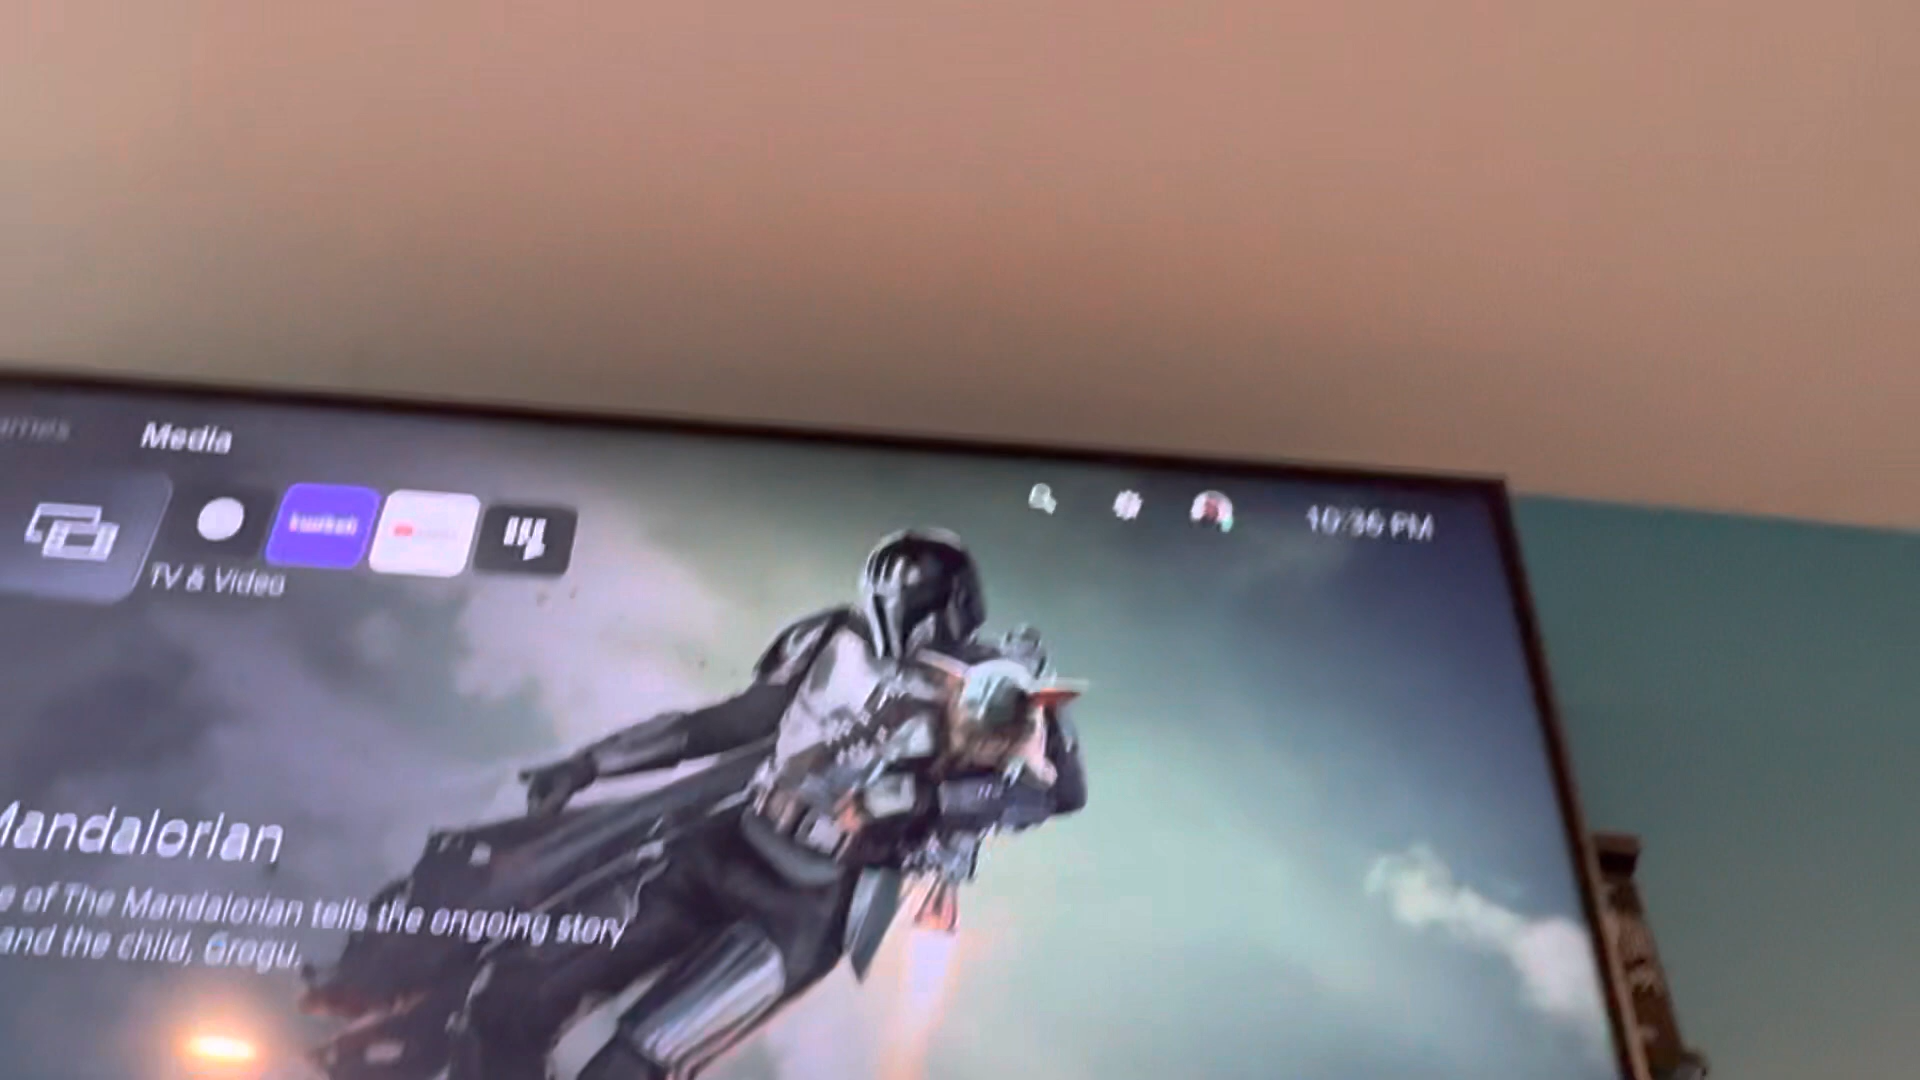 Media
10:36 PM
twitch
TV & Video
Mandalorian
e of The Mandalorian tells the ongoing story
and the child, Grogu.